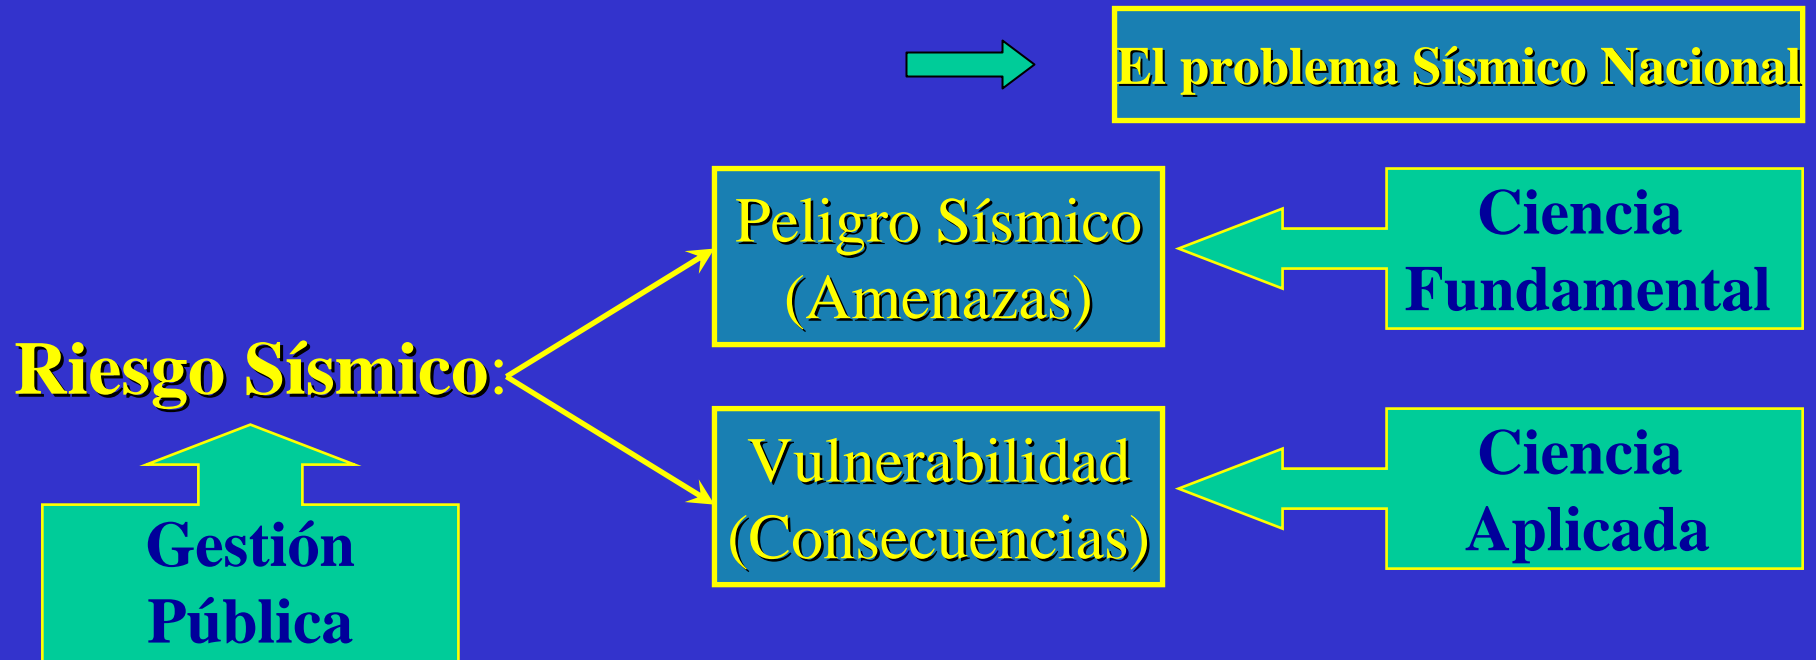 El problema Sísmico Nacional
Peligro Sísmico
(Amenazas)
Ciencia
Fundamental
Riesgo Sísmico:
Vulnerabilidad
(Consecuencias)
Ciencia
Aplicada
Gestión
Pública